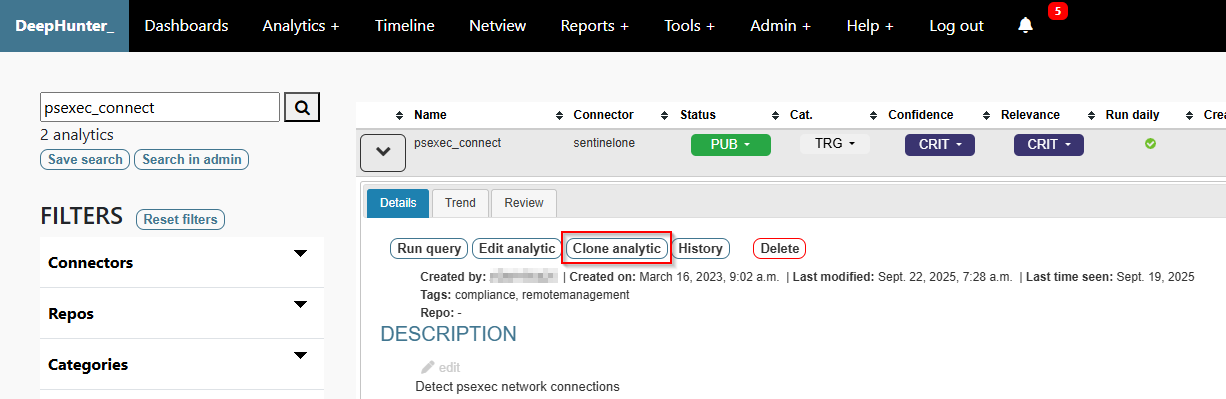 DeepHunter_ Dashboards Analytics + Timeline Netview Reports + Tools + Admin + Help + Log out 5
psexec_connect
2 analytics
Save search Search in admin
FILTERS Reset filters
Connectors
Repos
Categories
Name Connector Status Cat. Confidence Relevance Run daily Crea
psexec_connect sentinelone PUB TRG CRIT CRIT
Details Trend Review
Run query Edit analytic Clone analytic History Delete
Created by: | Created on: March 16, 2023, 9:02 a.m. | Last modified: Sept. 22, 2025, 7:28 a.m. | Last time seen: Sept. 19, 2025
Tags: compliance, remotemanagement
Repo: -
DESCRIPTION
edit
Detect psexec network connections